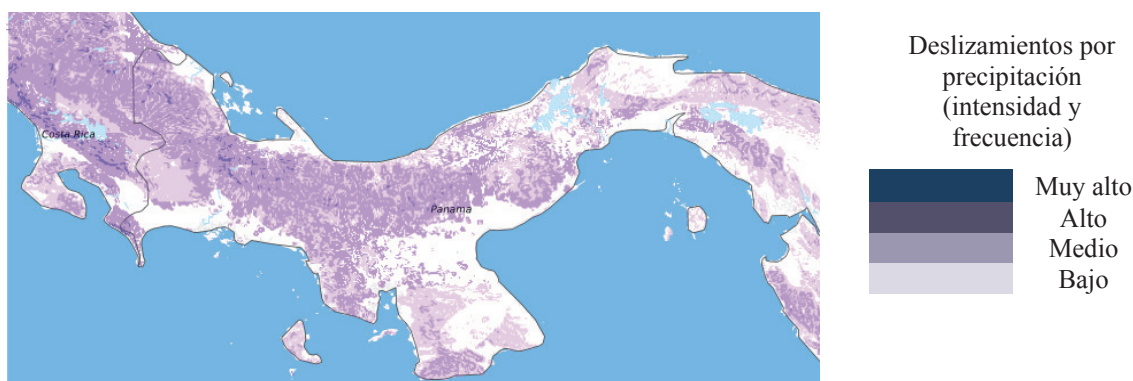 Costa Rica
Panama
Deslizamientos por
precipitación
(intensidad y
frecuencia)
Muy alto
Alto
Medio
Bajo